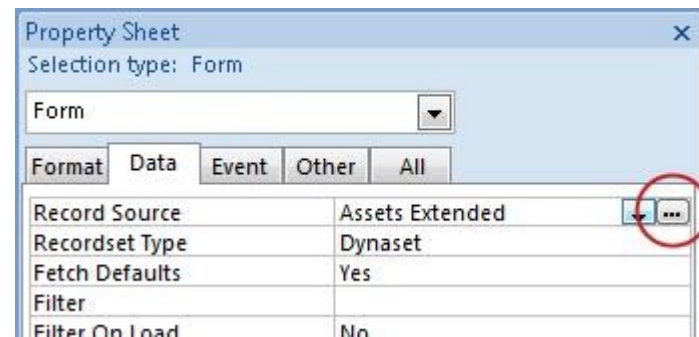 Property Sheet
Selection type: Form
Form
Format Data Event Other All
Record Source Assets Extended
Recordset Type Dynaset
Fetch Defaults Yes
Filter
Filter On Load No